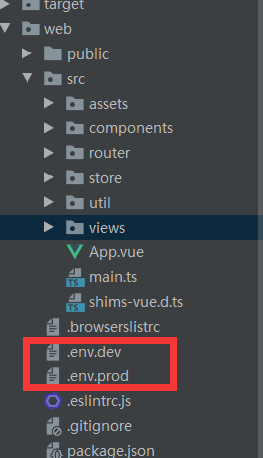 target
web
public
src
assets
components
router
store
util
views
App.vue
TS
main.ts
TS
shims-vue.d.ts
.browserslistrc
.env.dev
.env.prod
.eslintrc.js
.gitignore
package.json